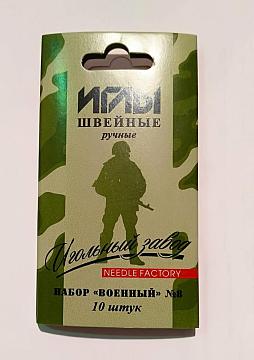 ИГЛЫ
ШВЕЙНЫЕ
ручные
Игольный завод
NEEDLE FACTORY
НАБОР «ВОЕННЫЙ» №8
10 штук